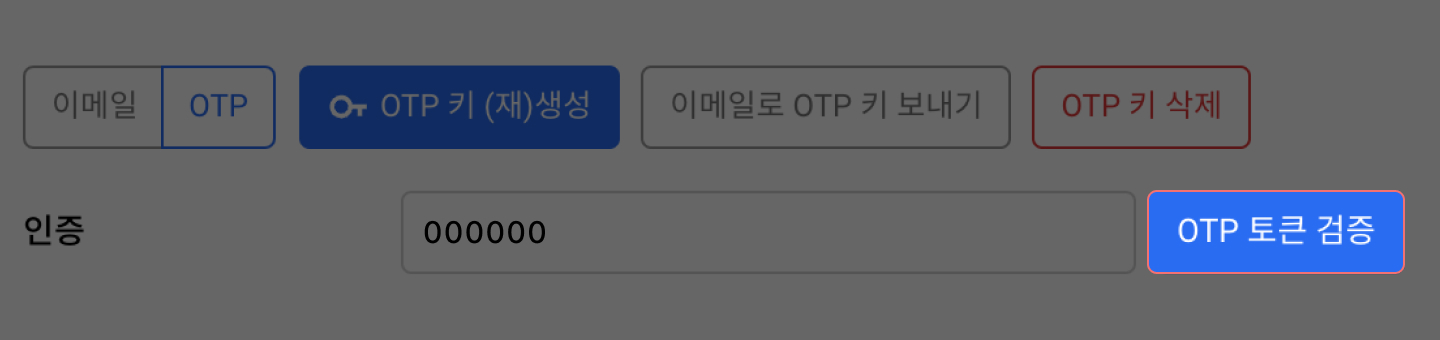 이메일 OTP OTP 키 (재)생성 이메일로 OTP 키 보내기 OTP 키 삭제
인증 000000 OTP 토큰 검증